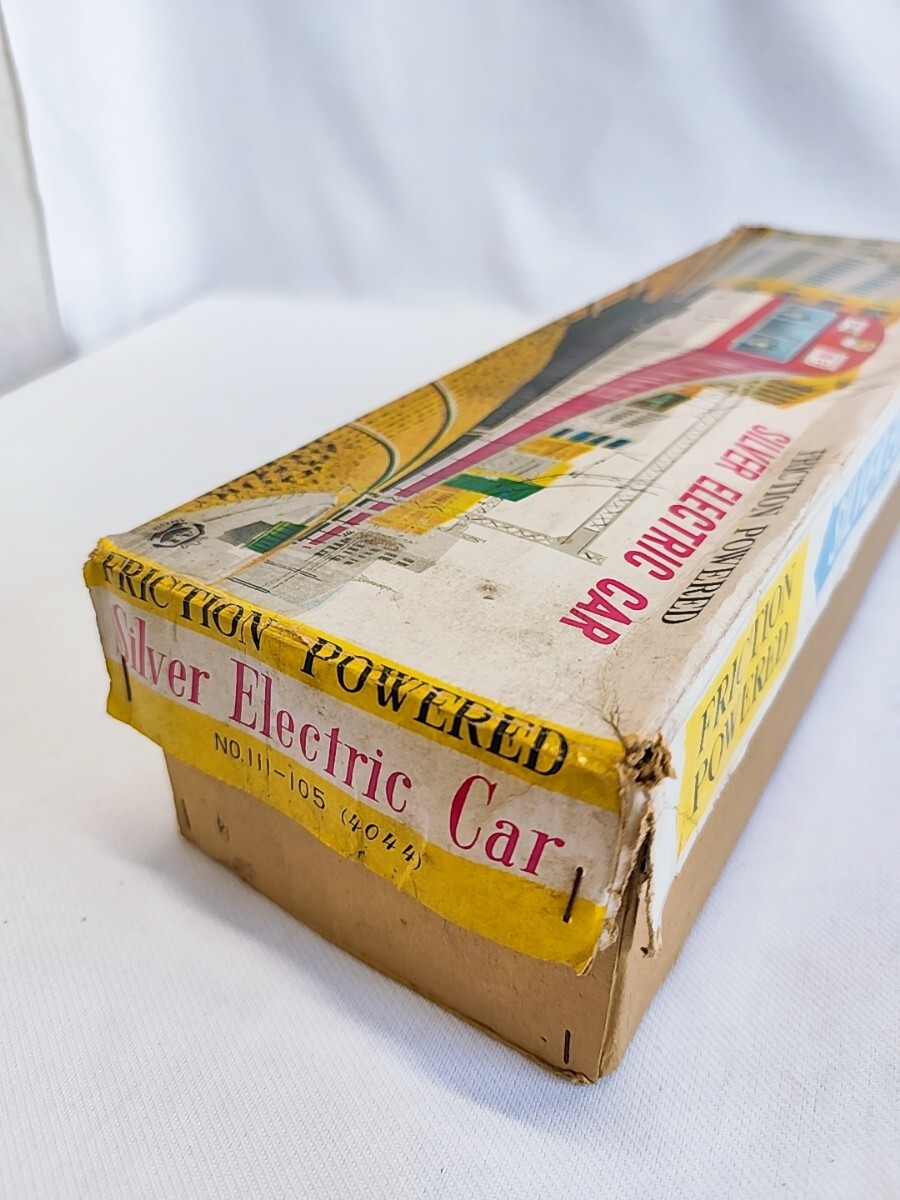 FRICTION POWERED
SILVER ELECTRIC CAR
FRICTION POWERED
Silver Electric Car
NO.111-105 (4044)
FRICTION
POWERED